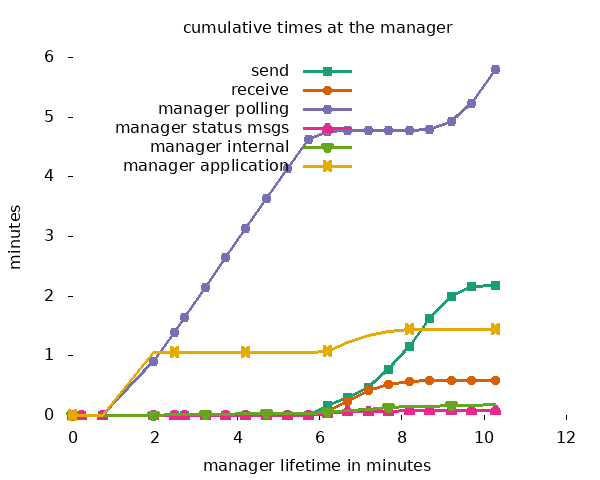 cumulative times at the manager
6
5
4
3
2
1
0
minutes
send
receive
manager polling
manager status msgs
manager internal
manager application
0 2 4 6 8 10 12
manager lifetime in minutes